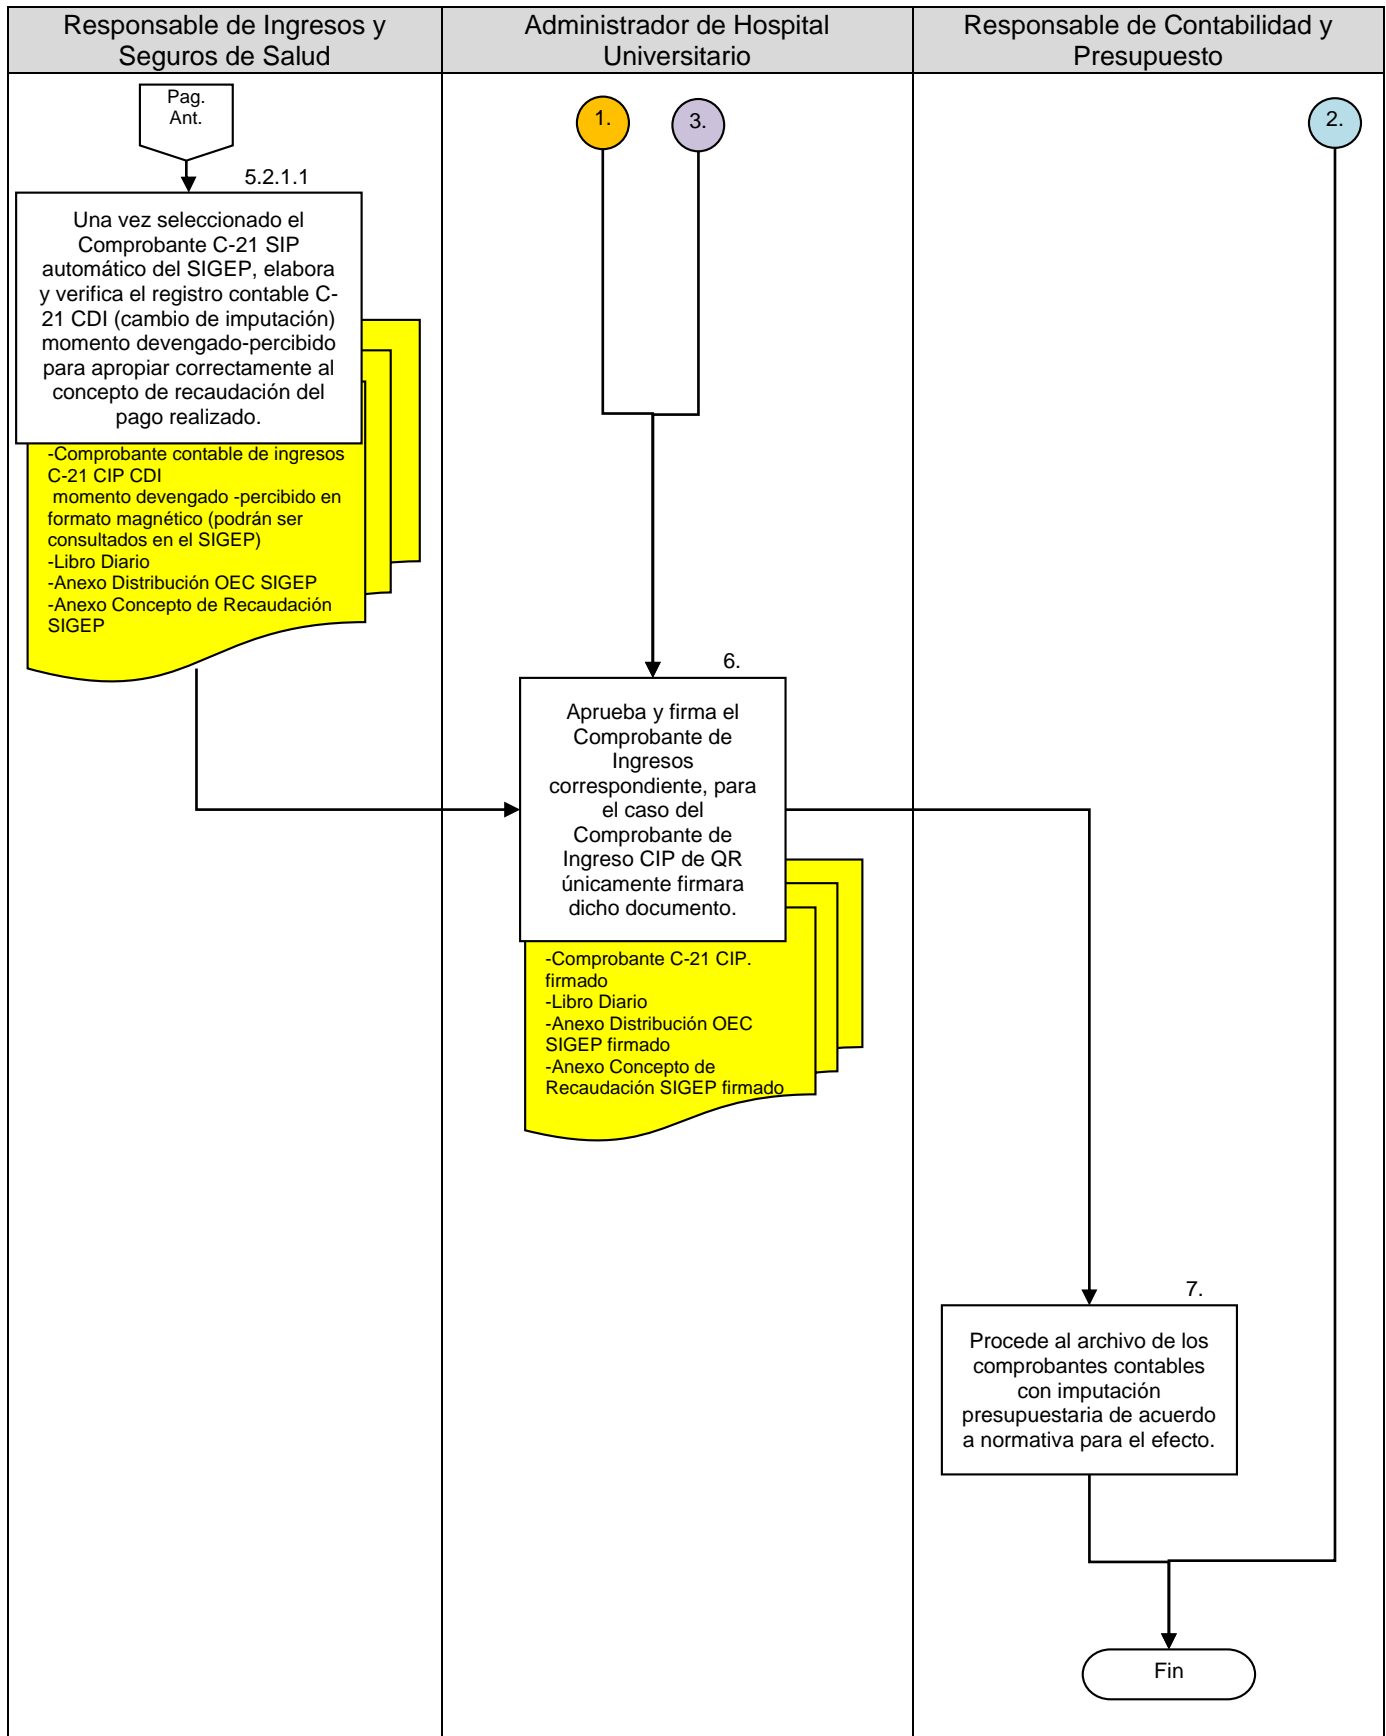 Responsable de Ingresos y
Seguros de Salud
Administrador de Hospital
Universitario
Responsable de Contabilidad y
Presupuesto
Pag.
Ant.
1.
3.
2.
5.2.1.1
Una vez seleccionado el
Comprobante C-21 SIP
automático del SIGEP, elabora
y verifica el registro contable C-
21 CDI (cambio de imputación)
momento devengado-percibido
para apropiar correctamente al
concepto de recaudación del
pago realizado.
-Comprobante contable de ingresos
C-21 CIP CDI
momento devengado -percibido en
formato magnético (podrán ser
consultados en el SIGEP)
-Libro Diario
-Anexo Distribución OEC SIGEP
-Anexo Concepto de Recaudación
SIGEP
6.
Aprueba y firma el
Comprobante de
Ingresos
correspondiente, para
el caso del
Comprobante de
Ingreso CIP de QR
únicamente firmara
dicho documento.
-Comprobante C-21 CIP.
firmado
-Libro Diario
-Anexo Distribución OEC
SIGEP firmado
-Anexo Concepto de
Recaudación SIGEP firmado
7.
Procede al archivo de los
comprobantes contables
con imputación
presupuestaria de acuerdo
a normativa para el efecto.
Fin